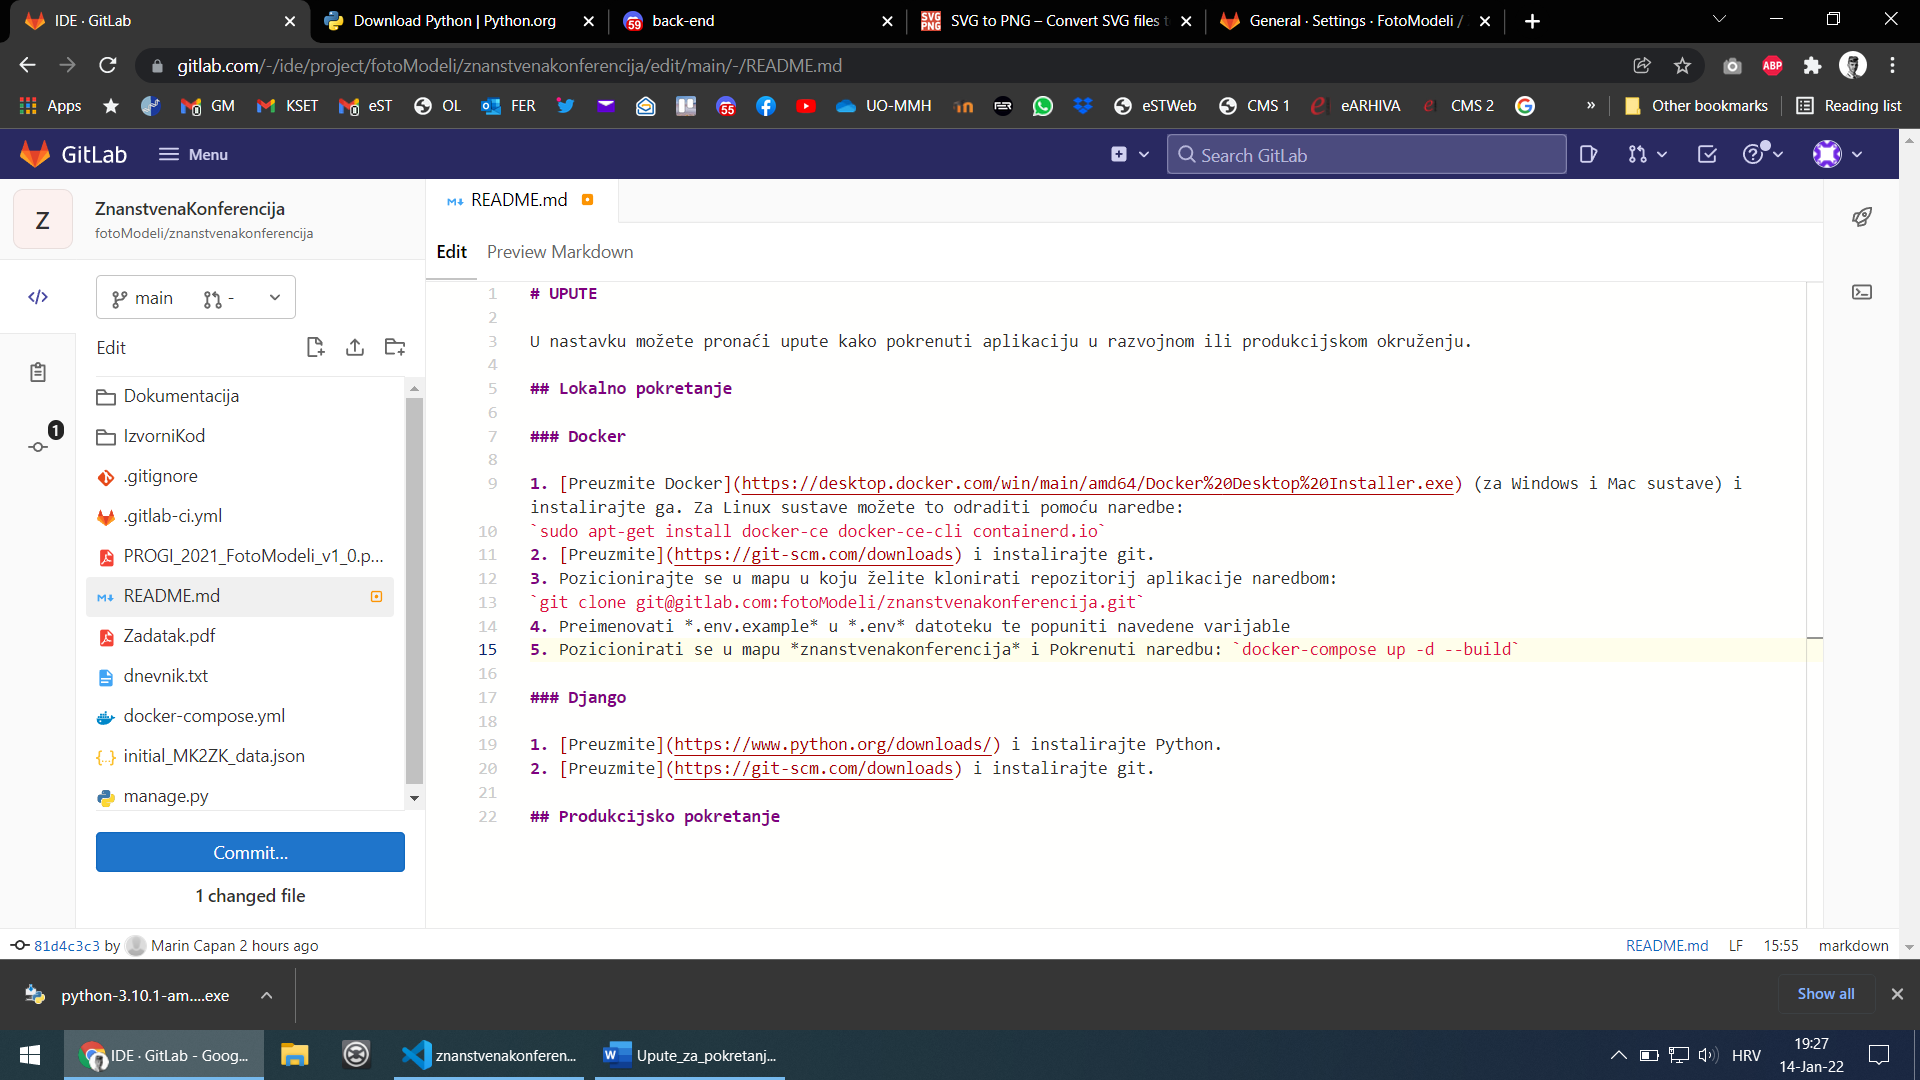 IDE · GitLab
Download Python | Python.org
59 back-end
SVG PNG SVG to PNG – Convert SVG files t
General · Settings · FotoModeli /
gitlab.com/-/ide/project/fotoModeli/znanstvenakonferencija/edit/main/-/README.md
ABP
Apps GM KSET eST OL FER 55 UO-MMH in FER eSTWeb CMS 1 eARHIVA CMS 2 » Other bookmarks Reading list
GitLab Menu Search GitLab
Z ZnanstvenaKonferencija
fotoModeli/znanstvenakonferencija
README.md
Edit Preview Markdown
main -
Edit
1
Dokumentacija
IzvorniKod
.gitignore
.gitlab-ci.yml
PROGI_2021_FotoModeli_v1_0.p...
README.md
Zadatak.pdf
dnevnik.txt
docker-compose.yml
initial_MK2ZK_data.json
manage.py
Commit...
1 changed file
1 # UPUTE
2
3 U nastavku možete pronaći upute kako pokrenuti aplikaciju u razvojnom ili produkcijskom okruženju.
4
5 ## Lokalno pokretanje
6
7 ### Docker
8
9 1. [Preuzmite Docker](https://desktop.docker.com/win/main/amd64/Docker%20Desktop%20Installer.exe) (za Windows i Mac sustave) i
instalirajte ga. Za Linux sustave možete to odraditi pomoću naredbe:
10 `sudo apt-get install docker-ce docker-ce-cli containerd.io`
11 2. [Preuzmite](https://git-scm.com/downloads) i instalirajte git.
12 3. Pozicionirajte se u mapu u koju želite klonirati repozitorij aplikacije naredbom:
13 `git clone git@gitlab.com:fotoModeli/znanstvenakonferencija.git`
14 4. Preimenovati *.env.example* u *.env* datoteku te popuniti navedene varijable
15 5. Pozicionirati se u mapu *znanstvenakonferencija* i Pokrenuti naredbu: `docker-compose up -d --build`
16
17 ### Django
18
19 1. [Preuzmite](https://www.python.org/downloads/) i instalirajte Python.
20 2. [Preuzmite](https://git-scm.com/downloads) i instalirajte git.
21
22 ## Produkcijsko pokretanje
81d4c3c3 by Marin Capan 2 hours ago
README.md LF 15:55 markdown
python-3.10.1-am....exe
Show all
IDE · GitLab - Goog...
znanstvenakonferen...
Upute_za_pokretanj...
HRV
19:27
14-Jan-22